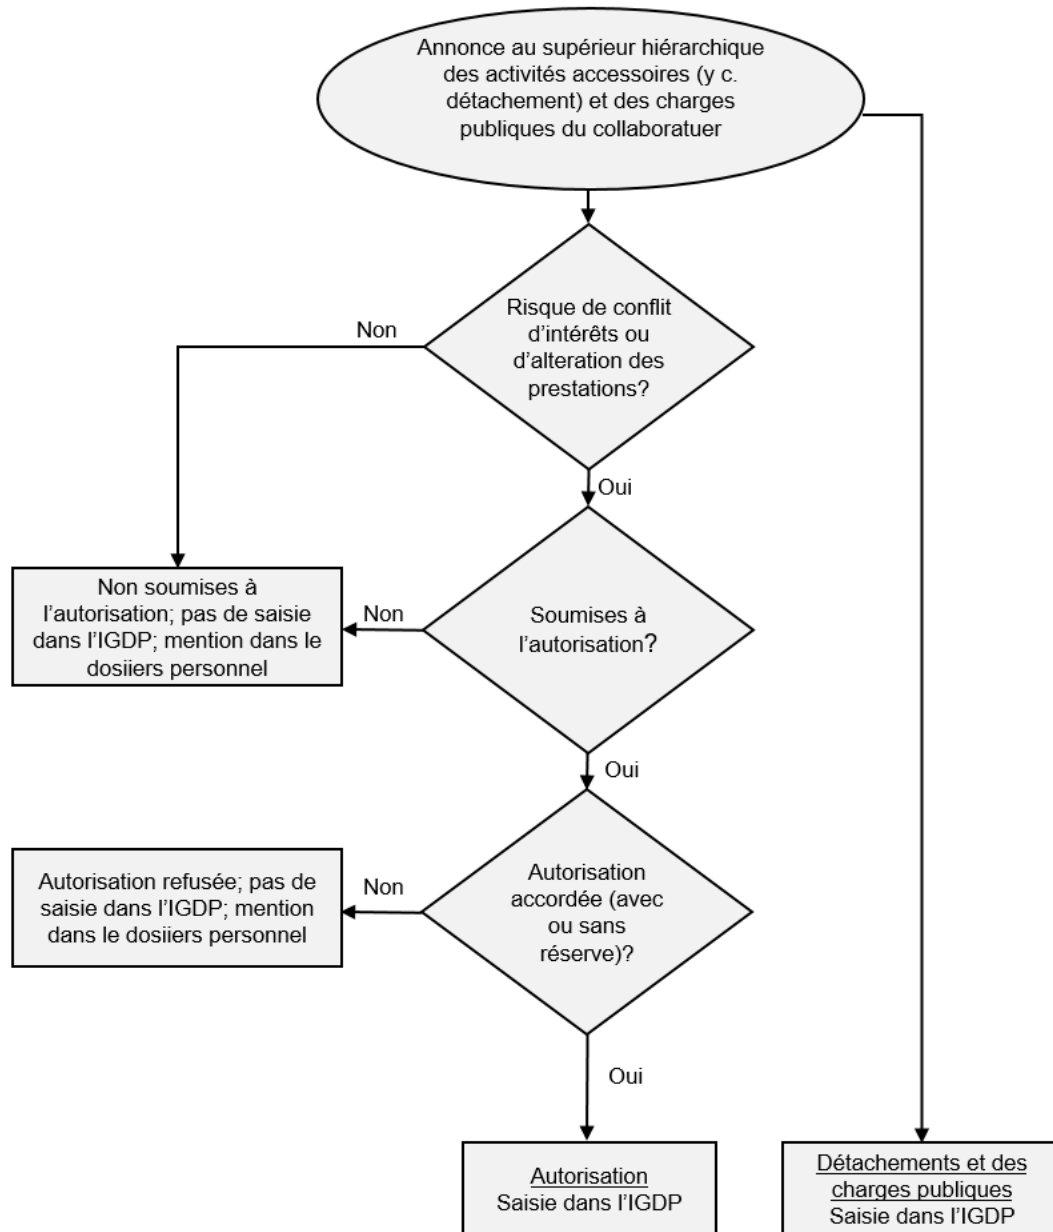 Annonce au supérieur hiérarchique
des activités accessoires (y c.
détachement) et des charges
publiques du collaboratuer
Risque de conflit
d'intérêts ou
d'alteration des
prestations?
Non
Oui
Non soumises à
l'autorisation; pas de saisie
dans l'IGDP; mention dans le
dosiiers personnel
Non
Soumises à
l'autorisation?
Oui
Autorisation refusée; pas de
saisie dans l'IGDP; mention
dans le dosiiers personnel
Non
Autorisation
accordée (avec
ou sans
réserve)?
Oui
Autorisation
Saisie dans l'IGDP
Détachements et des
charges publiques
Saisie dans l'IGDP